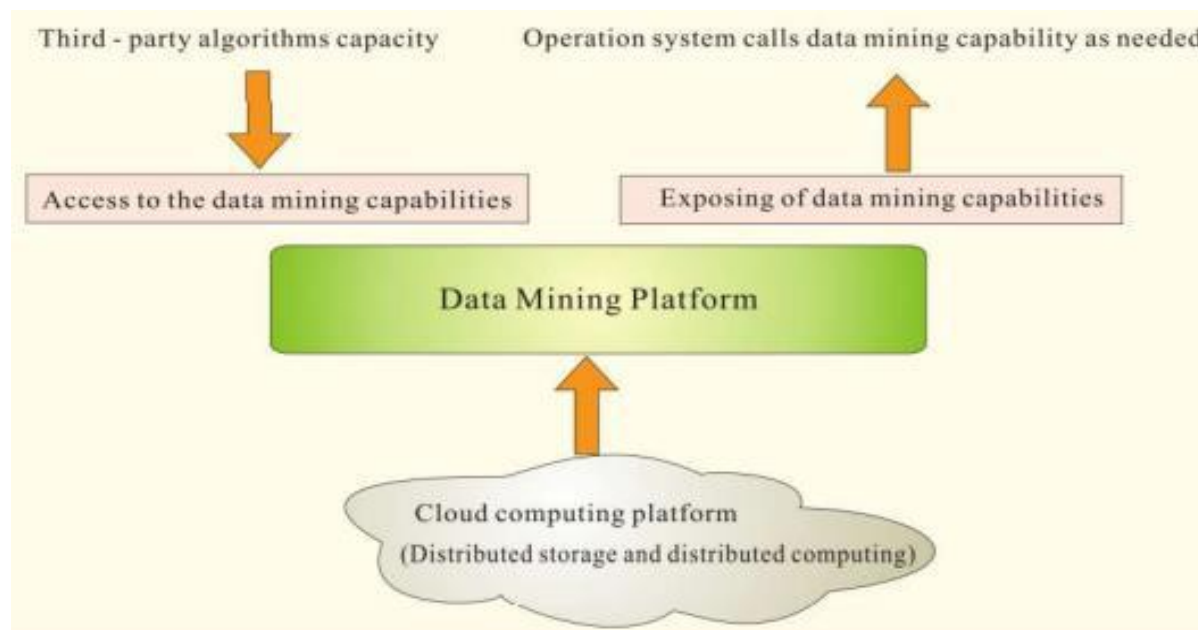 Third - party algorithms capacity
Operation system calls data mining capability as needed
Access to the data mining capabilities
Exposing of data mining capabilities
Data Mining Platform
Cloud computing platform
(Distributed storage and distributed computing)